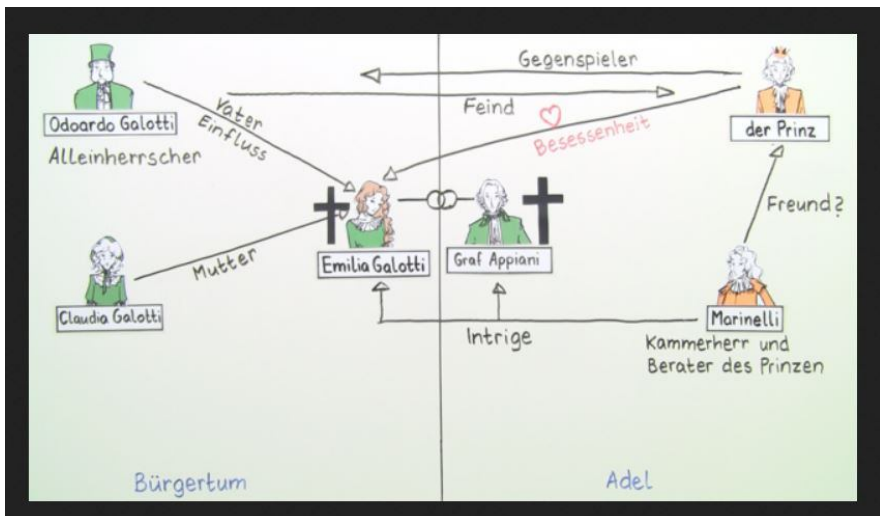 Gegenspieler
Feind
Vater
Einfluss
Besessenheit
Odoardo Galotti
Alleinherrscher
der Prinz
Freund?
Emilia Galotti
Graf Appiani
Mutter
Claudia Galotti
Intrige
Marinelli
Kammerherr und
Berater des Prinzen
Bürgertum
Adel